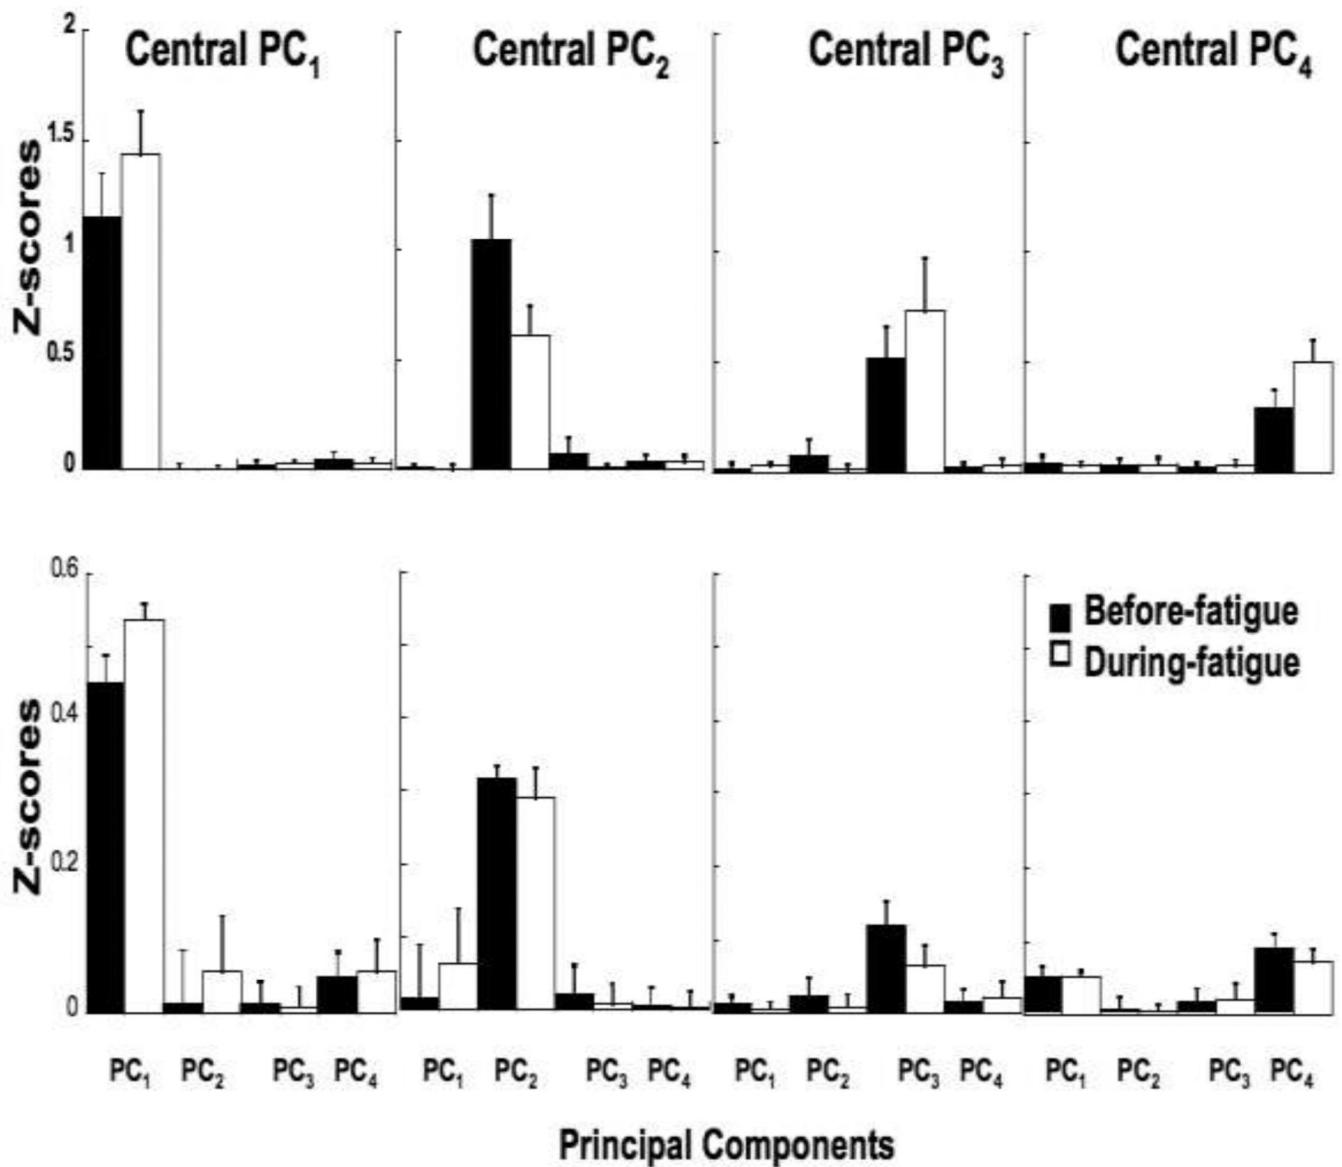 Central PC₁ Central PC₂ Central PC₃ Central PC₄
2
1.5
1
0.5
0
Z-scores
0.6
0.4
0.2
0
Z-scores
Before-fatigue
During-fatigue
PC₁ PC₂ PC₃ PC₄ PC₁ PC₂ PC₃ PC₄ PC₁ PC₂ PC₃ PC₄ PC₁ PC₂ PC₃ PC₄
Principal Components